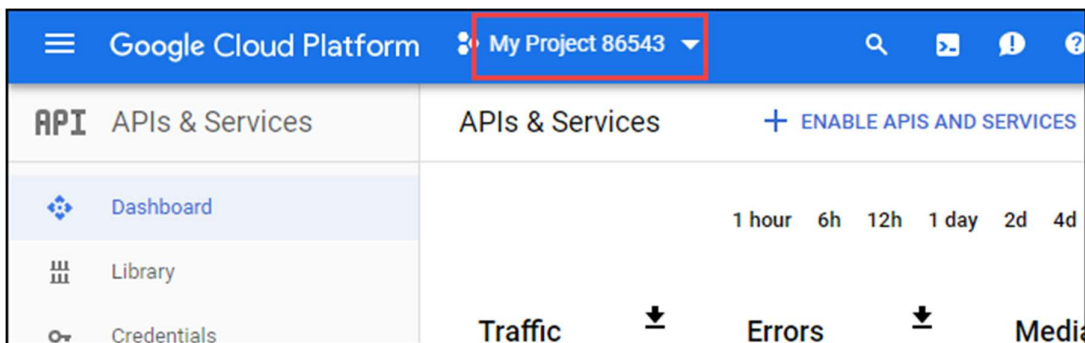 Google Cloud Platform My Project 86543
API APIs & Services
APIs & Services + ENABLE APIS AND SERVICES
Dashboard
1 hour 6h 12h 1 day 2d 4d
Library
Credentials
Traffic Errors